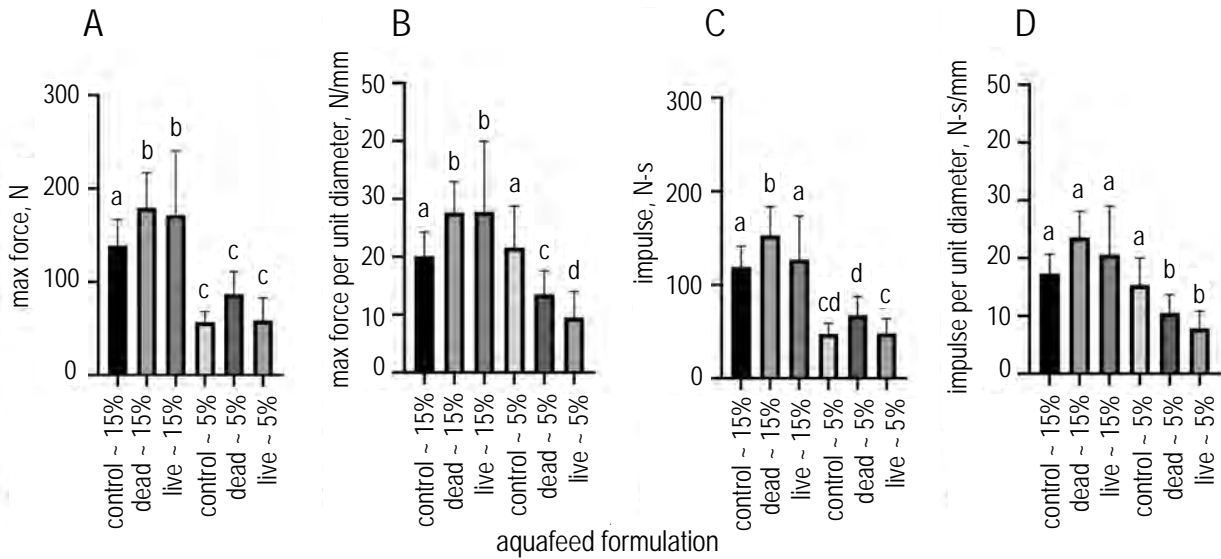 A
B
C
D
max force, N
300
200
100
0
a
b
b
c
c
c
control ~ 15%
dead ~ 15%
live ~ 15%
control ~ 5%
dead ~ 5%
live ~ 5%
max force per unit diameter, N/mm
50
20
30
20
10
0
a
b
b
a
c
d
control ~ 15%
dead ~ 15%
live ~ 15%
control ~ 5%
dead ~ 5%
live ~ 5%
impulse, N-s
300
200
100
0
a
b
a
cd
d
c
control ~ 15%
dead ~ 15%
live ~ 15%
control ~ 5%
dead ~ 5%
live ~ 5%
impulse per unit diameter, N-s/mm
50
20
30
20
10
0
a
a
a
a
b
b
control ~ 15%
dead ~ 15%
live ~ 15%
control ~ 5%
dead ~ 5%
live ~ 5%
aquafeed formulation